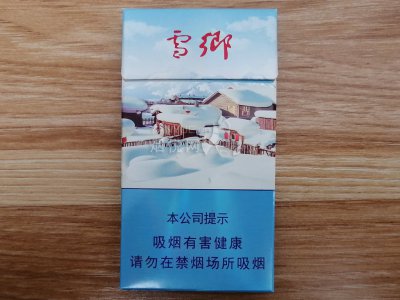 雪鄉
本公司提示
吸烟有害健康
请勿在禁烟场所吸烟